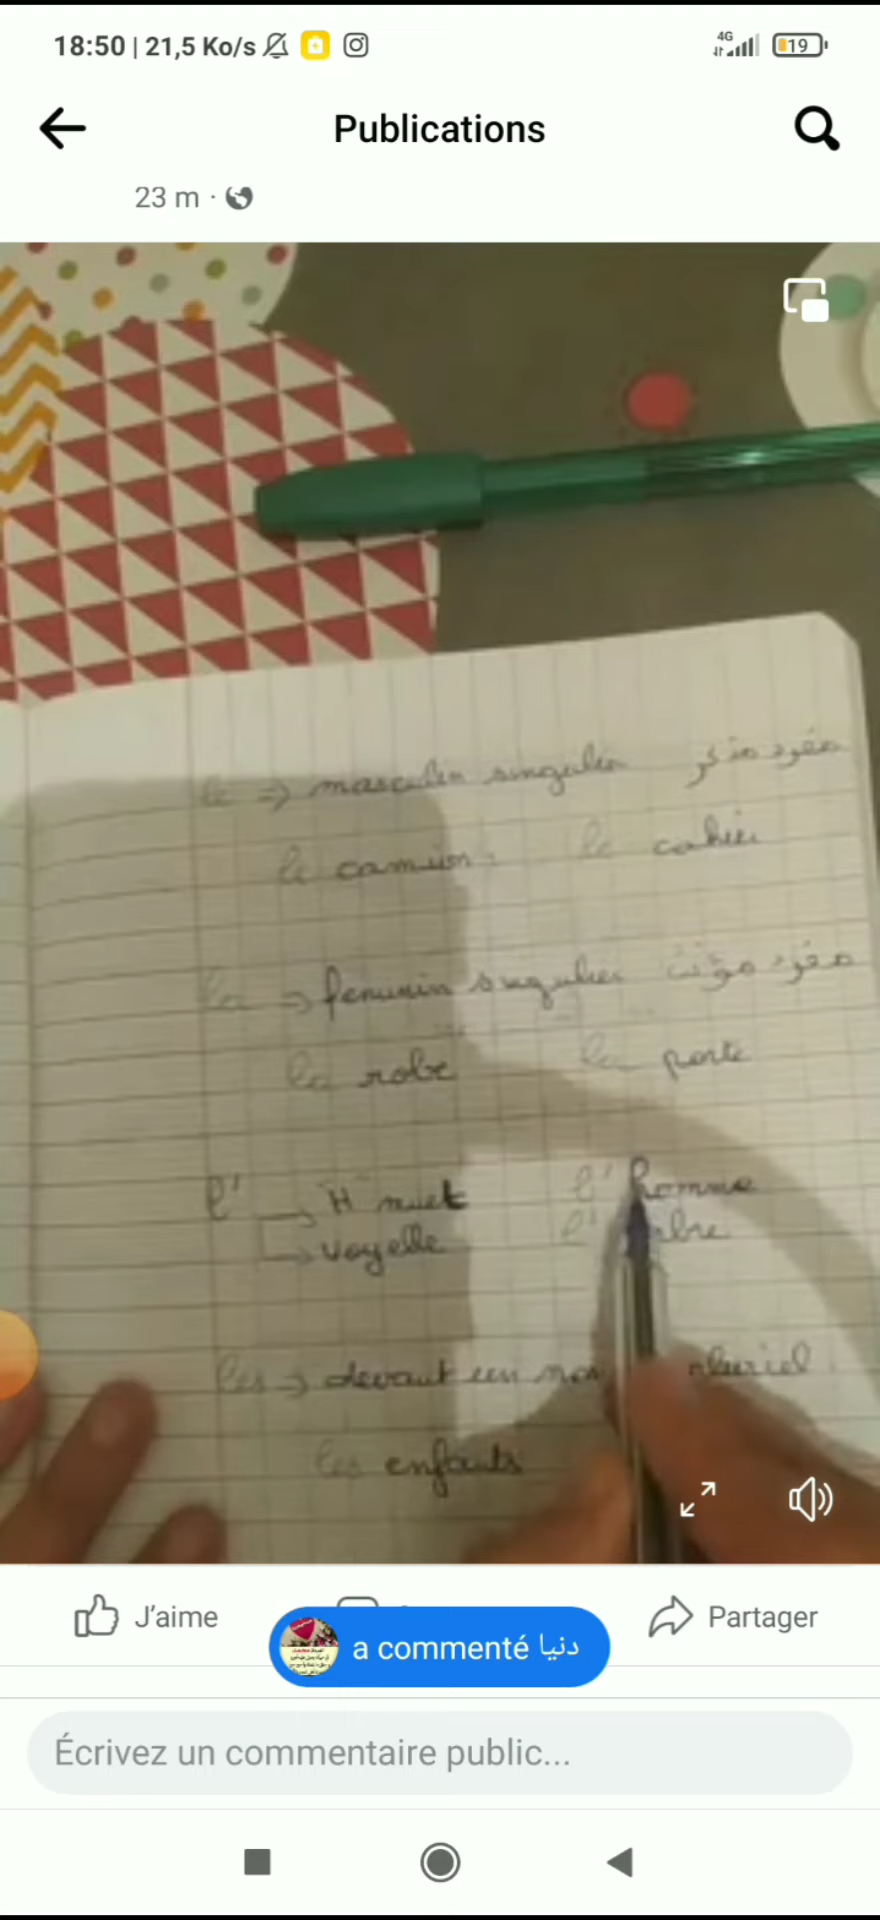 18:50 | 21,5 Ko/s 4G 19
Publications
23 m
le => masculin singulier مفرد مذكر
le camion, le cahier
la => feminin singulier مفرد مؤنث
la robe la porte
l' "H" muet l'homme
voyelle l'
les => devant un pluriel
les enfants
J'aime Partager
a commenté دنيا
Écrivez un commentaire public...